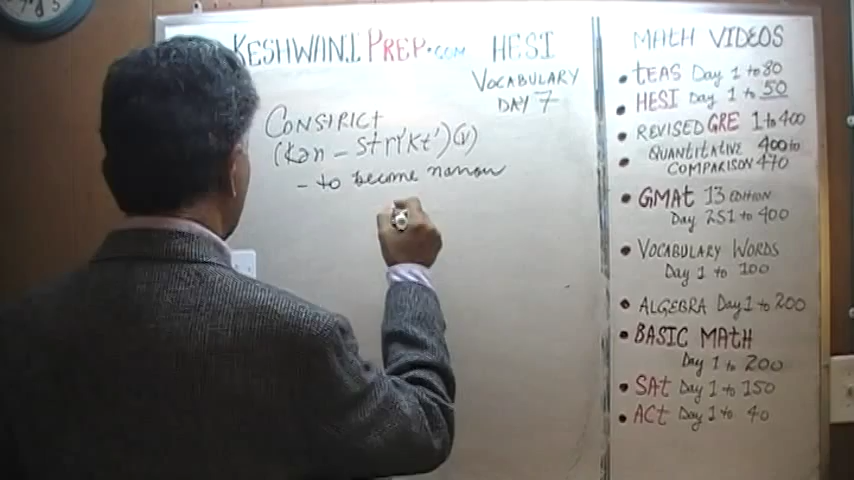 KESHWANI PREP.com HESI
VOCABULARY
DAY 7
CONSTRICT
(kən - strikt') (v)
- to become narrow
MATH VIDEOS
• TEAS Day 1 to 80
• HESI Day 1 to 50
• REVISED GRE 1 to 400
• QUANTITATIVE 400 to
COMPARISON 470
• GMAT 13 EDITION
Day 251 to 400
• VOCABULARY WORDS
Day 1 to 100
• ALGEBRA Day 1 to 200
• BASIC MATH
Day 1 to 200
• SAT Day 1 to 150
• ACT Day 1 to 40